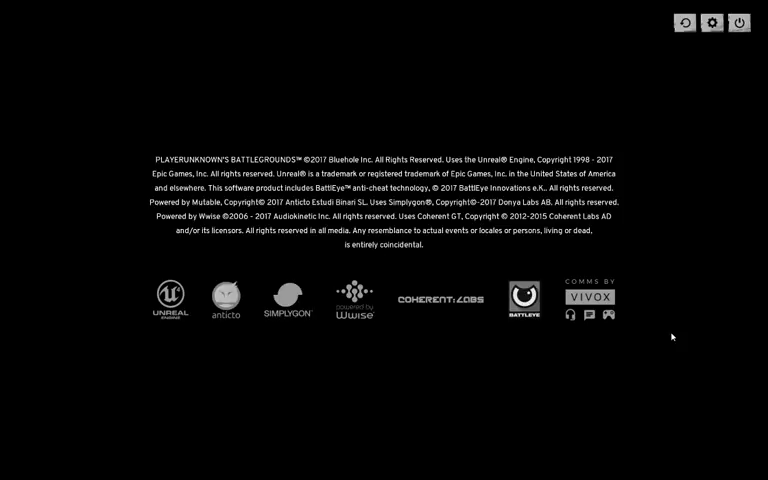 PLAYERUNKNOWN'S BATTLEGROUNDS™ ©2017 Bluehole Inc. All Rights Reserved. Uses the Unreal® Engine, Copyright 1998 - 2017
Epic Games, Inc. All rights reserved. Unreal® is a trademark or registered trademark of Epic Games, Inc. in the United States of America
and elsewhere. This software product includes BattlEye™ anti-cheat technology, © 2017 BattlEye Innovations e.K.. All rights reserved.
Powered by Mutable, Copyright© 2017 Anticto Estudi Binari SL. Uses Simplygon®, Copyright©-2017 Donya Labs AB. All rights reserved.
Powered by Wwise ©2006 - 2017 Audiokinetic Inc. All rights reserved. Uses Coherent GT, Copyright © 2012-2015 Coherent Labs AD
and/or its licensors. All rights reserved in all media. Any resemblance to actual events or locales or persons, living or dead,
is entirely coincidental.
UNREAL ENGINE
anticto
SIMPLYGON
powered by
Wwise
COHERENT:LABS
BATTLEYE
COMMS BY
VIVOX